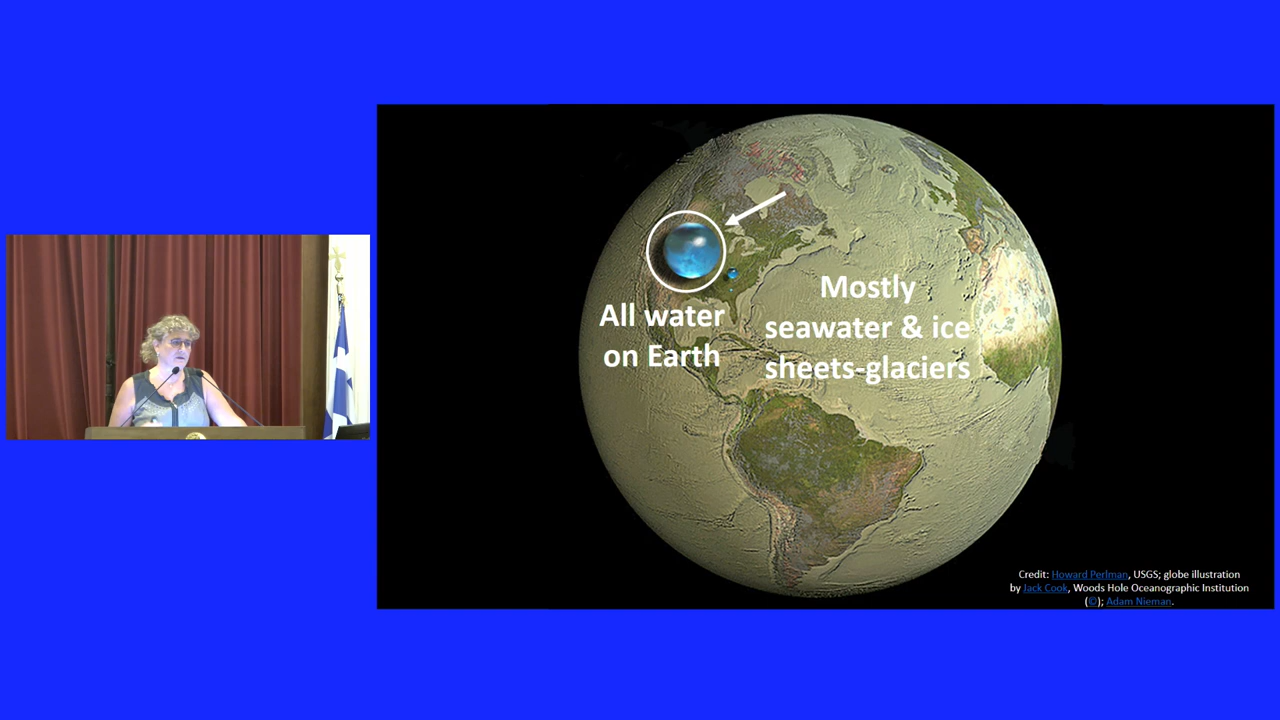 All water
on Earth
Mostly
seawater & ice
sheets-glaciers
Credit: Howard Perlman, USGS; globe illustration
by Jack Cook, Woods Hole Oceanographic Institution
(©); Adam Nieman.